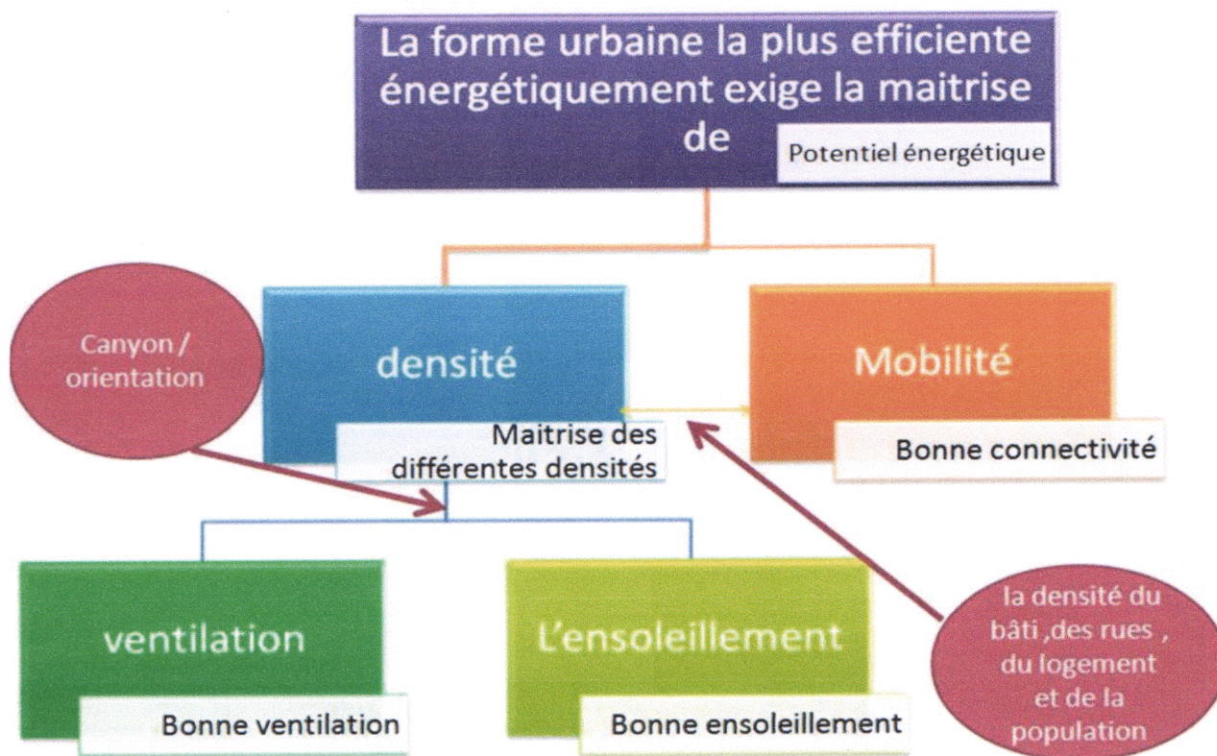 La forme urbaine la plus efficiente
énergétiquement exige la maitrise
de
Potentiel énergétique
Canyon /
orientation
densité
Maitrise des
différentes densités
Mobilité
Bonne connectivité
ventilation
Bonne ventilation
L'ensoleillement
Bonne ensoleillement
la densité du
bâti ,des rues ,
du logement
et de la
population